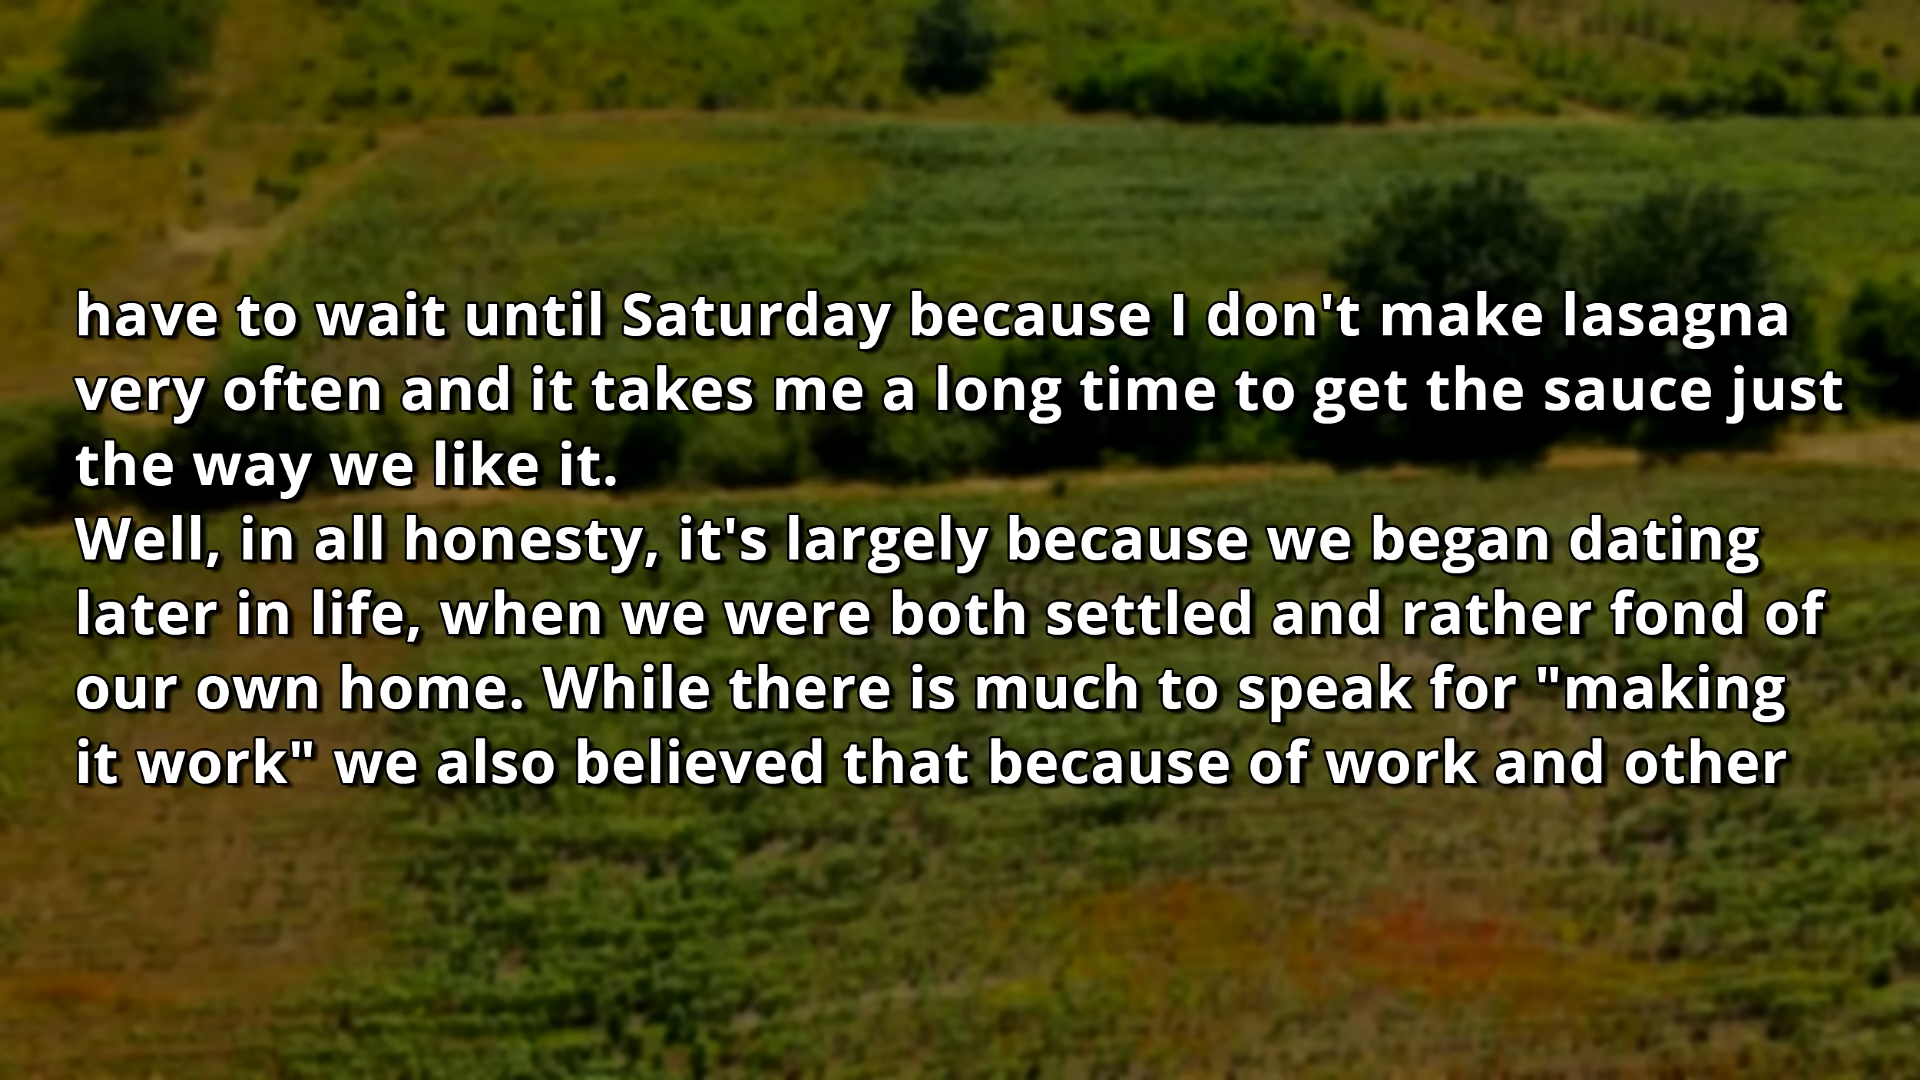 have to wait until Saturday because I don't make lasagna
very often and it takes me a long time to get the sauce just
the way we like it.
Well, in all honesty, it's largely because we began dating
later in life, when we were both settled and rather fond of
our own home. While there is much to speak for "making
it work" we also believed that because of work and other